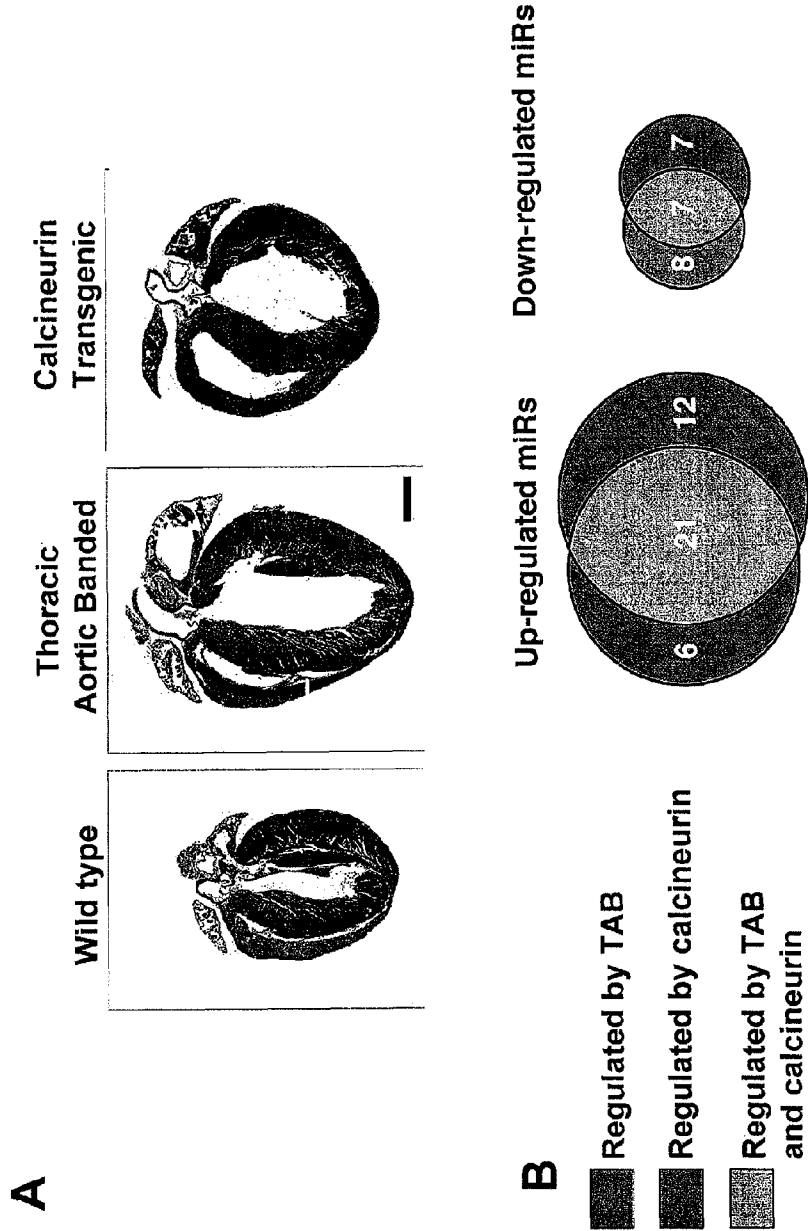 A
Wild type
Thoracic
Aortic Banded
Calcineurin
Transgenic
B
Regulated by TAB
Regulated by calcineurin
Regulated by TAB
and calcineurin
Up-regulated miRs
6
21
12
Down-regulated miRs
8
7
7